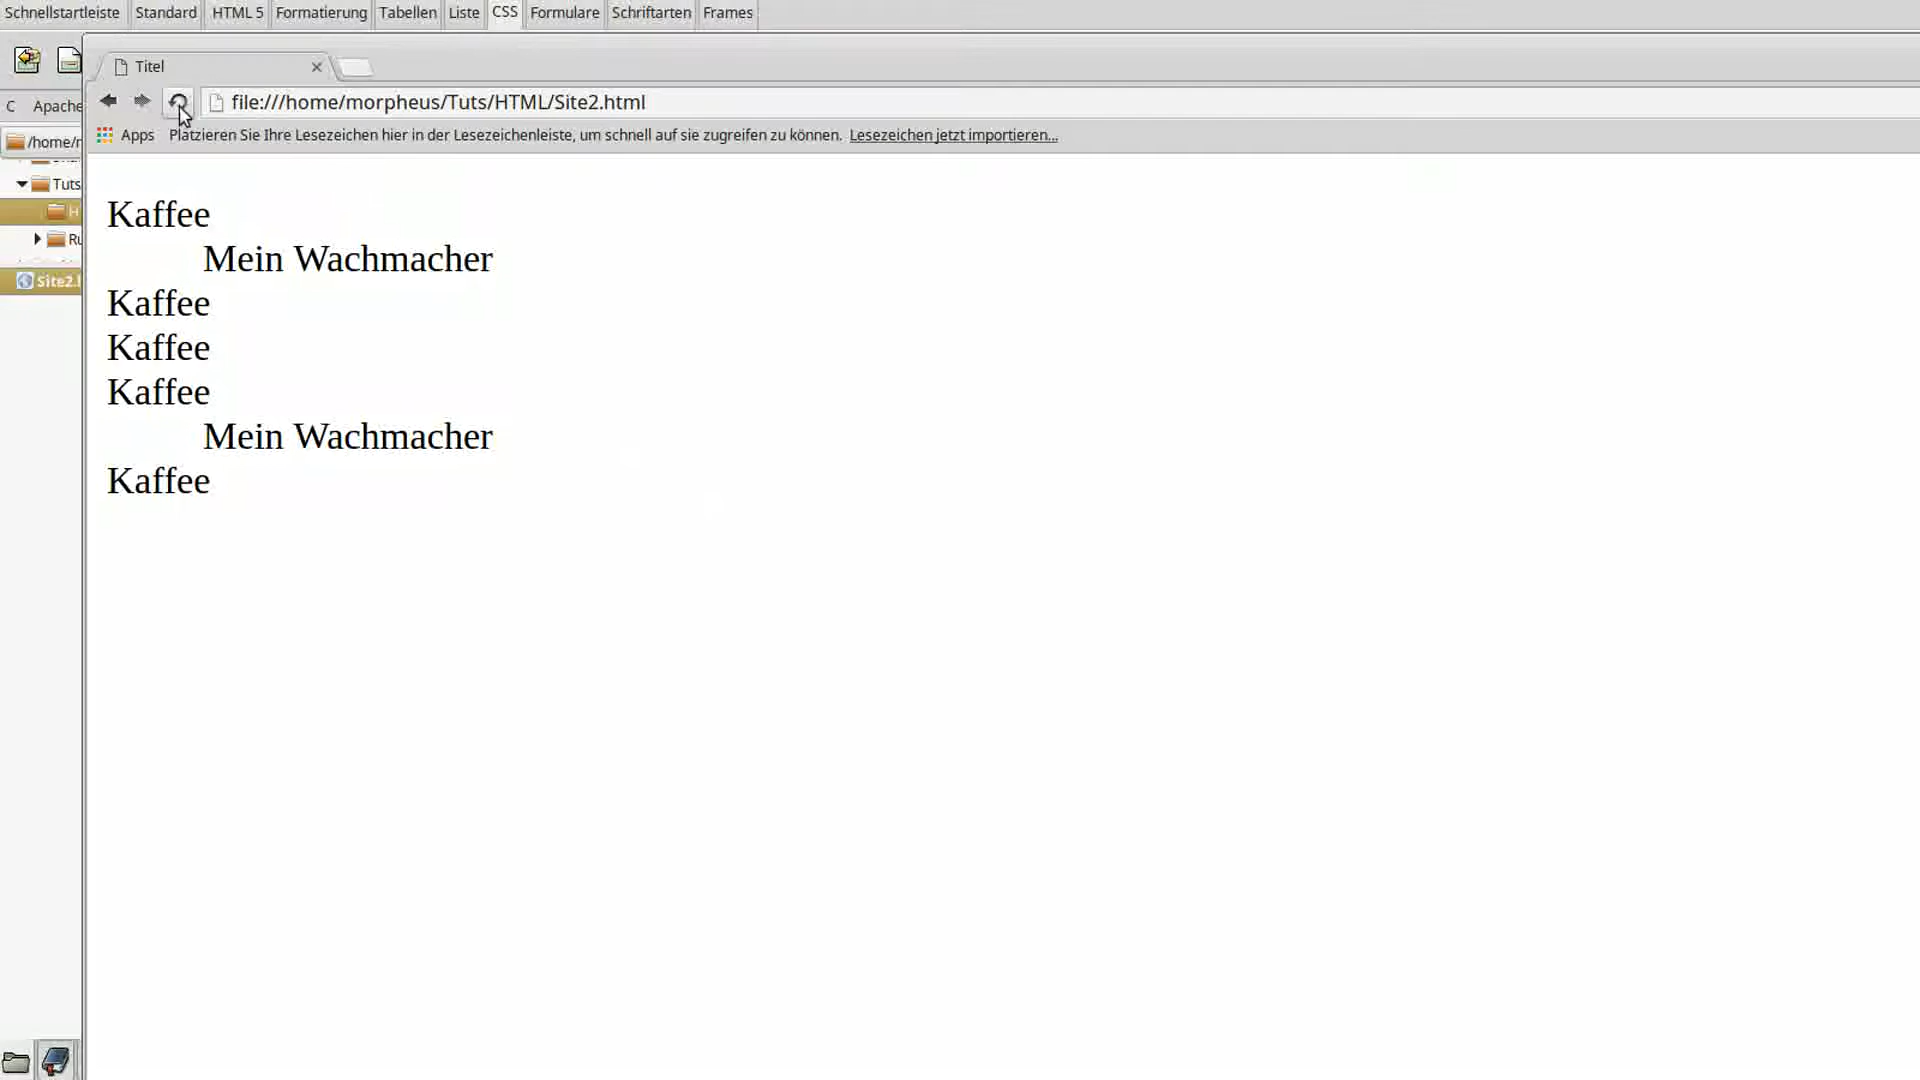 Schnellstartleiste Standard HTML 5 Formatierung Tabellen Liste CSS Formulare Schriftarten Frames
Titel
C Apache
file:///home/morpheus/Tuts/HTML/Site2.html
Apps Platzieren Sie Ihre Lesezeichen hier in der Lesezeichenleiste, um schnell auf sie zugreifen zu können. Lesezeichen jetzt importieren...
/home/r
Tuts
H
Ru
Site2.h
Kaffee
Mein Wachmacher
Kaffee
Kaffee
Kaffee
Mein Wachmacher
Kaffee